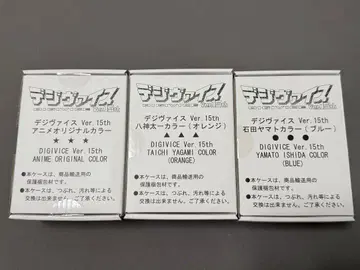 デジヴァイス
Ver.15th
デジヴァイス Ver.15th
アニメオリジナルカラー
★ ★ ★
DIGIVICE Ver.15th
ANIME ORIGINAL COLOR
●本ケースは、商品輸送用の
保護梱包材です。
●本ケースは、つぶれ、汚れ等による
交換は出来ません。ご了承ください。
デジヴァイス
Ver.15th
デジヴァイス Ver.15th
八神太一カラー(オレンジ)
▲ ▲ ▲
DIGIVICE Ver.15th
TAICHI YAGAMI COLOR
(ORANGE)
●本ケースは、商品輸送用の
保護梱包材です。
●本ケースは、つぶれ、汚れ等による
交換は出来ません。ご了承ください。
デジヴァイス
Ver.15th
デジヴァイス Ver.15th
石田ヤマトカラー(ブルー)
● ● ●
DIGIVICE Ver.15th
YAMATO ISHIDA COLOR
(BLUE)
●本ケースは、商品輸送用の
保護梱包材です。
●本ケースは、つぶれ、汚れ等による
交換は出来ません。ご了承ください。